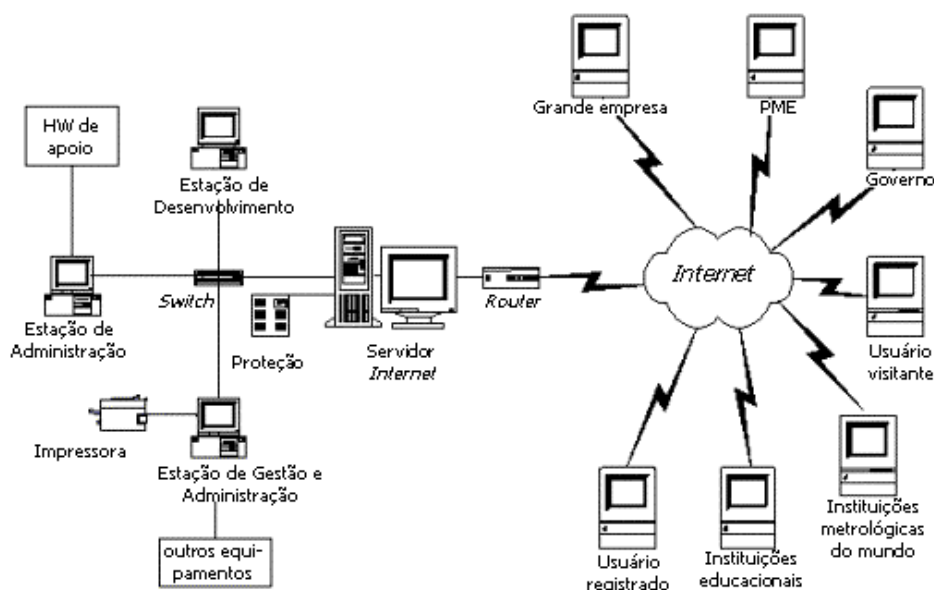 Grande empresa
PME
HW de
apoio
Estação de
Desenvolvimento
Governo
Internet
Switch
Router
Estação de
Administração
Proteção
Servidor
Internet
Usuário
visitante
Impressora
Estação de Gestão e
Administração
Instituições
metrológicas
do mundo
outros equi-
pamentos
Usuário
registrado
Instituições
educacionais